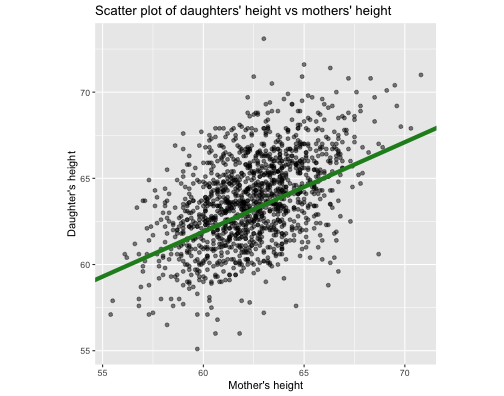 Scatter plot of daughters' height vs mothers' height
Daughter's height
70
65
60
55
55 60 65 70
Mother's height